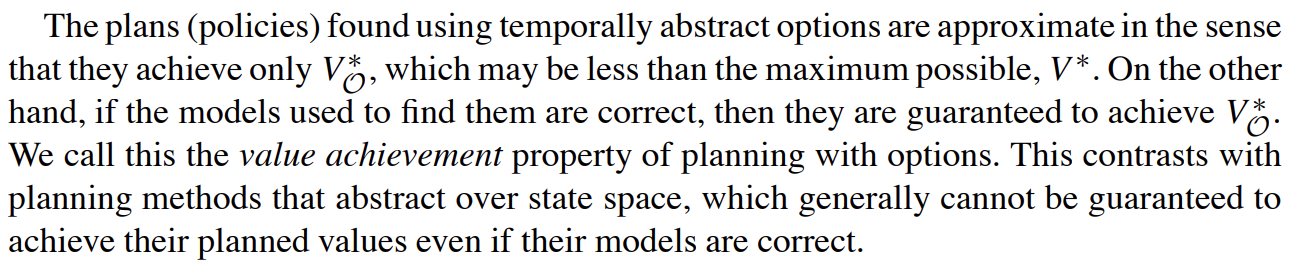 The plans (policies) found using temporally abstract options are approximate in the sense
that they achieve only $V^*_{\mathcal{O}}$, which may be less than the maximum possible, $V^*$. On the other
hand, if the models used to find them are correct, then they are guaranteed to achieve $V^*_{\mathcal{O}}$.
We call this the value achievement property of planning with options. This contrasts with
planning methods that abstract over state space, which generally cannot be guaranteed to
achieve their planned values even if their models are correct.